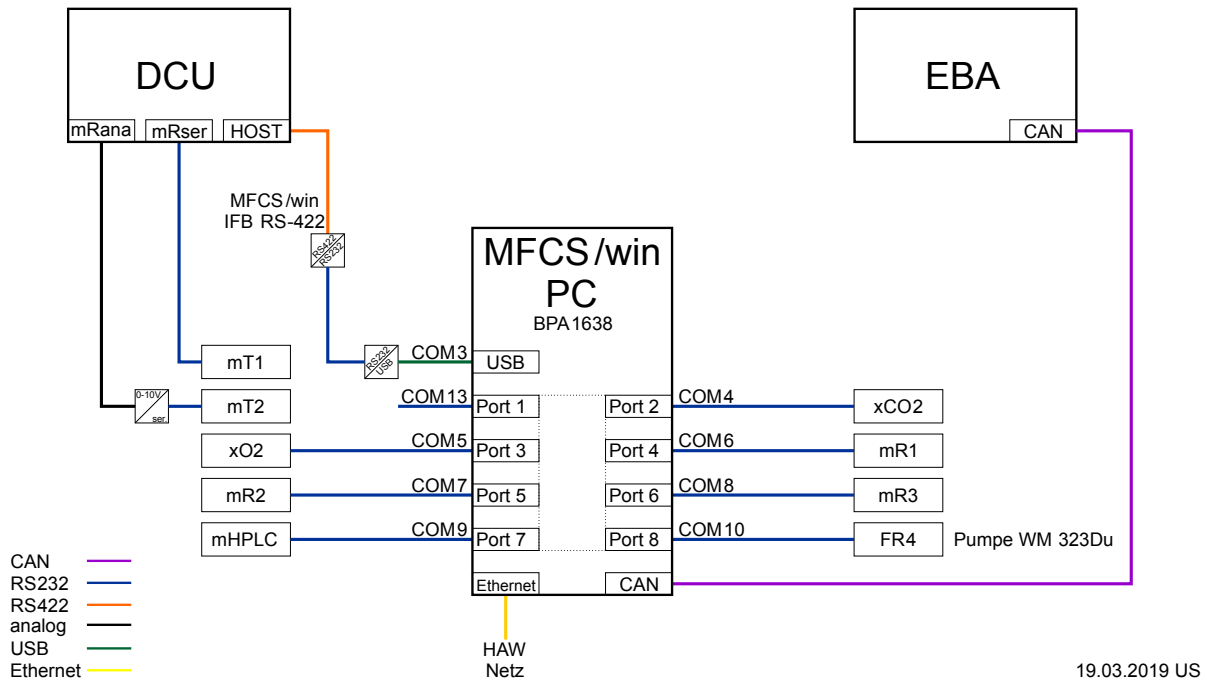 DCU
mRana
mRser
HOST
EBA
CAN
MFCS/win
IFB RS-422
RS422
RS232
MFCS/win
PC
BPA1638
RS232
USB
COM3
USB
mT1
0-10V
ser.
mT2
COM13
Port 1
Port 2
COM4
xCO2
xO2
COM5
Port 3
Port 4
COM6
mR1
mR2
COM7
Port 5
Port 6
COM8
mR3
mHPLC
COM9
Port 7
Port 8
COM10
FR4
Pumpe WM 323Du
Ethernet
CAN
HAW
Netz
CAN
RS232
RS422
analog
USB
Ethernet
19.03.2019 US